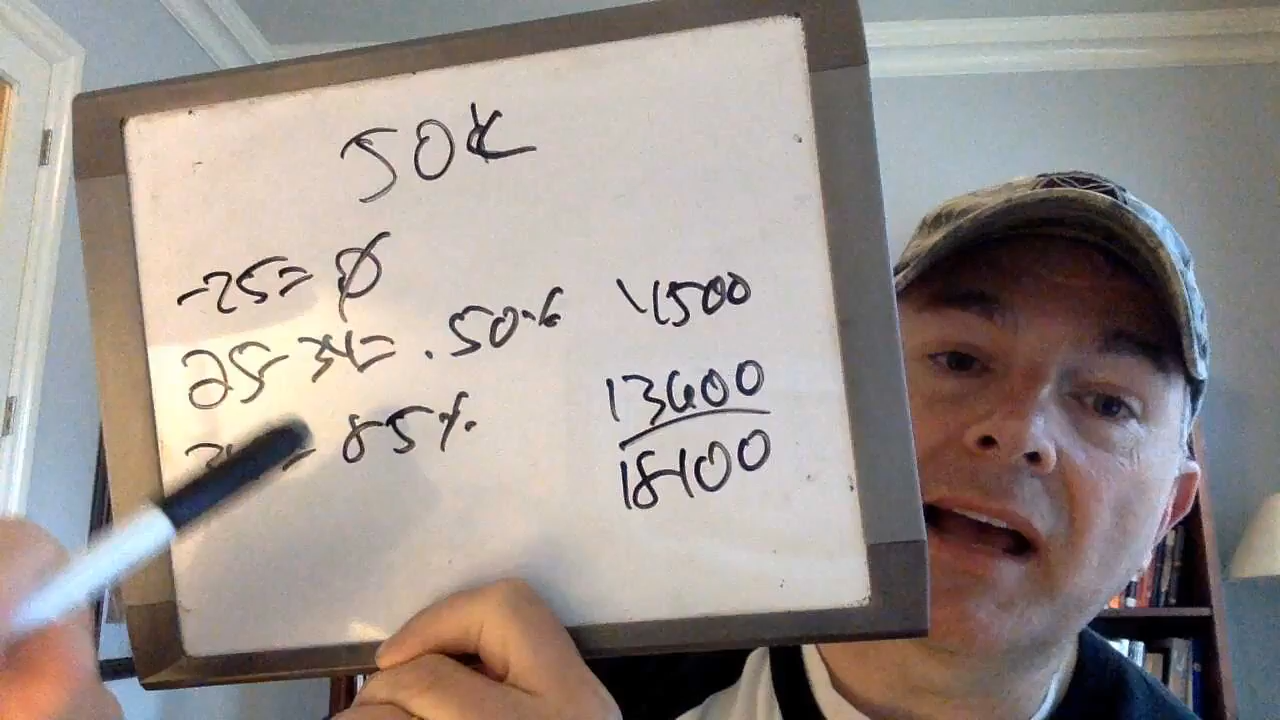 50K
-25= Ø
25-34= .50% 4500
= 85% 13600
18100